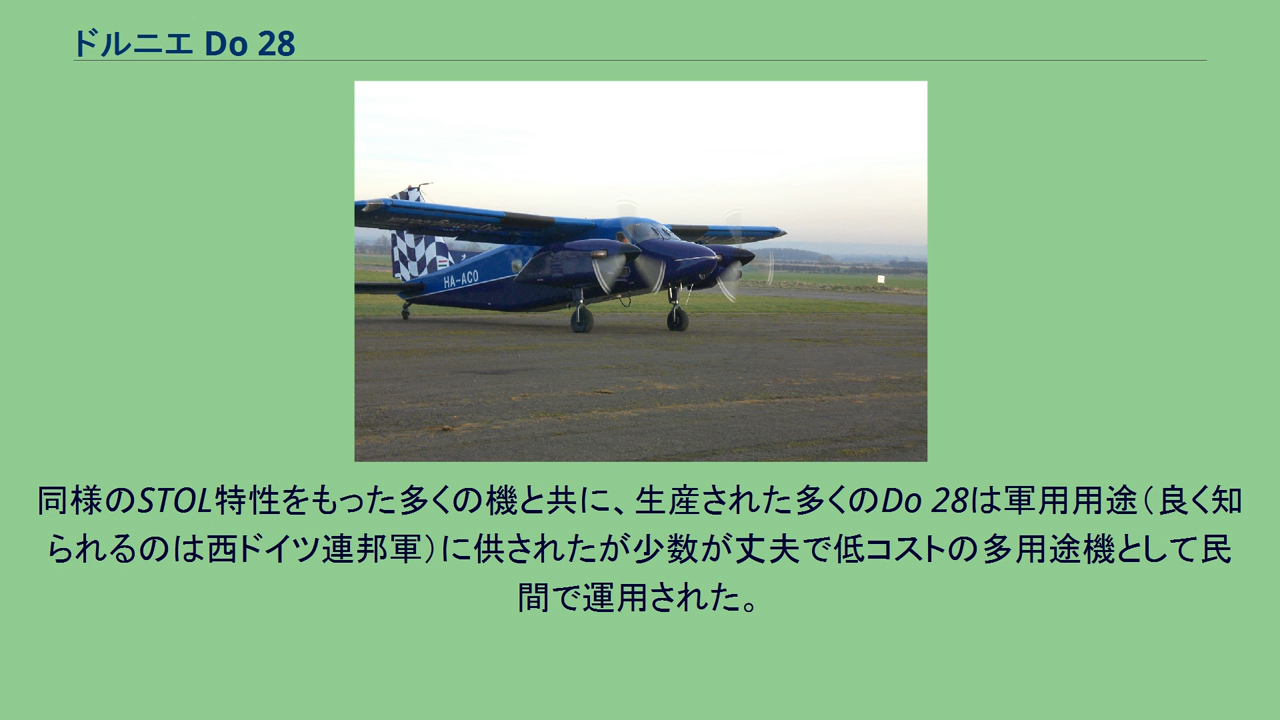 ドルニエ Do 28
HA-ACO
同様のSTOL特性をもった多くの機と共に、生産された多くのDo 28は軍用用途（良く知
られるのは西ドイツ連邦軍）に供されたが少数が丈夫で低コストの多用途機として民
間で運用された。